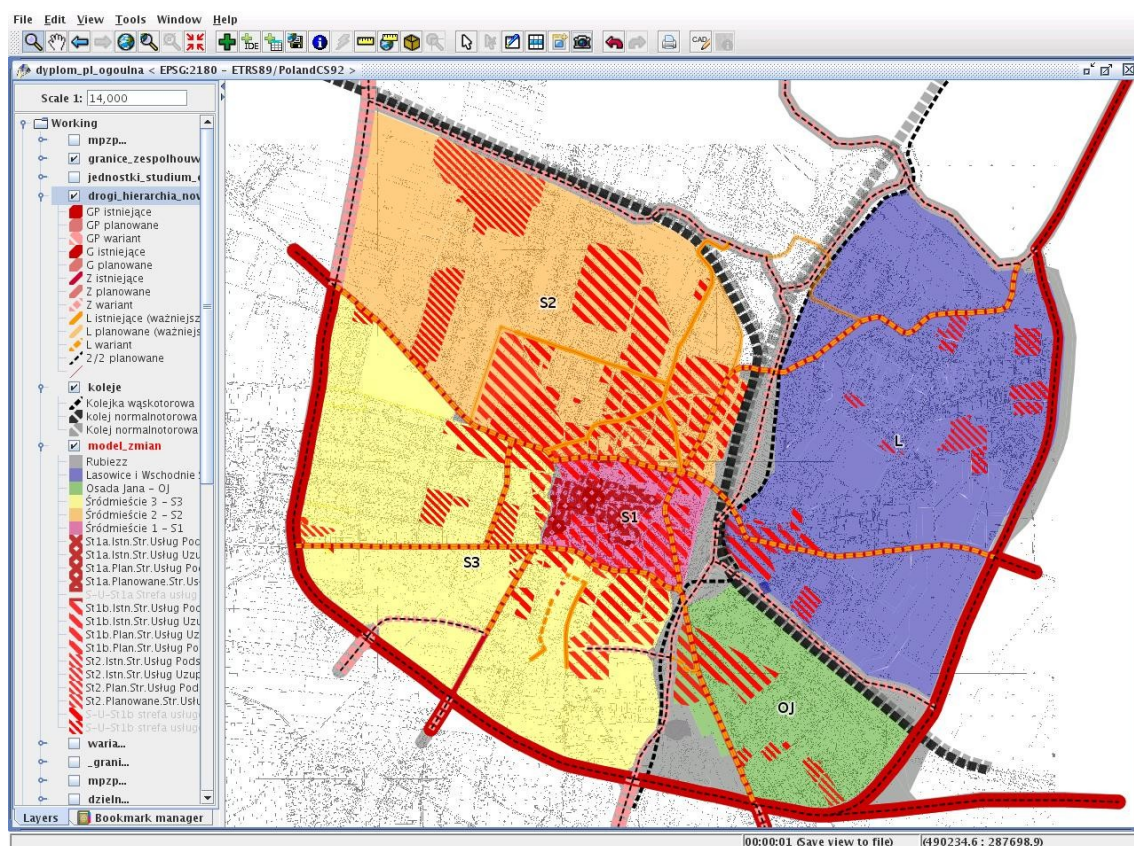 File Edit View Tools Window Help
TDE
CAD
dyplom_pl_ogoulna < EPSG:2180 - ETRS89/PolandCS92 >
Scale 1: 14,000
Working
mpzp...
granice_zespolhouw
jednostki_studium_
drogi_hierarchia_nov
GP istniejące
GP planowane
GP wariant
G istniejące
G planowane
Z istniejące
Z planowane
Z wariant
L istniejące (ważniejsz
L planowane (ważniejs
L wariant
2/2 planowane
koleje
Kolejka wąskotorowa
kolej normalnotorowa
Kolej normalnotorowa
model_zmian
Rubiezz
Lasowice i Wschodnie
Osada Jana - OJ
Śródmieście 3 - S3
Śródmieście 2 - S2
Śródmieście 1 - S1
St1a.Istn.Str.Usług Poc
St1a.Istn.Str.Usług Uzu
St1a.Plan.Str.Usług Po
St1a.Planowane.Str.Us
S-U-St1a.Strefa usług
St1b.Istn.Str.Usług Poc
St1b.Istn.Str.Usług Uzu
St1b.Plan.Str.Usług Uz
St1b.Plan.Str.Usług Po
St2.Istn.Str.Usług Pods
St2.Istn.Str.Usług Uzup
St2.Plan.Str.Usług Pod
St2.Planowane.Str.Usłu
S-U-St1b strefa usług
S-U-St1b strefa usług
waria...
_grani...
mpzp...
dzieln...
Layers Bookmark manager
S2
L
S1
S3
OJ
00:00:01 (Save view to file) (490234.6 ; 287698.9)